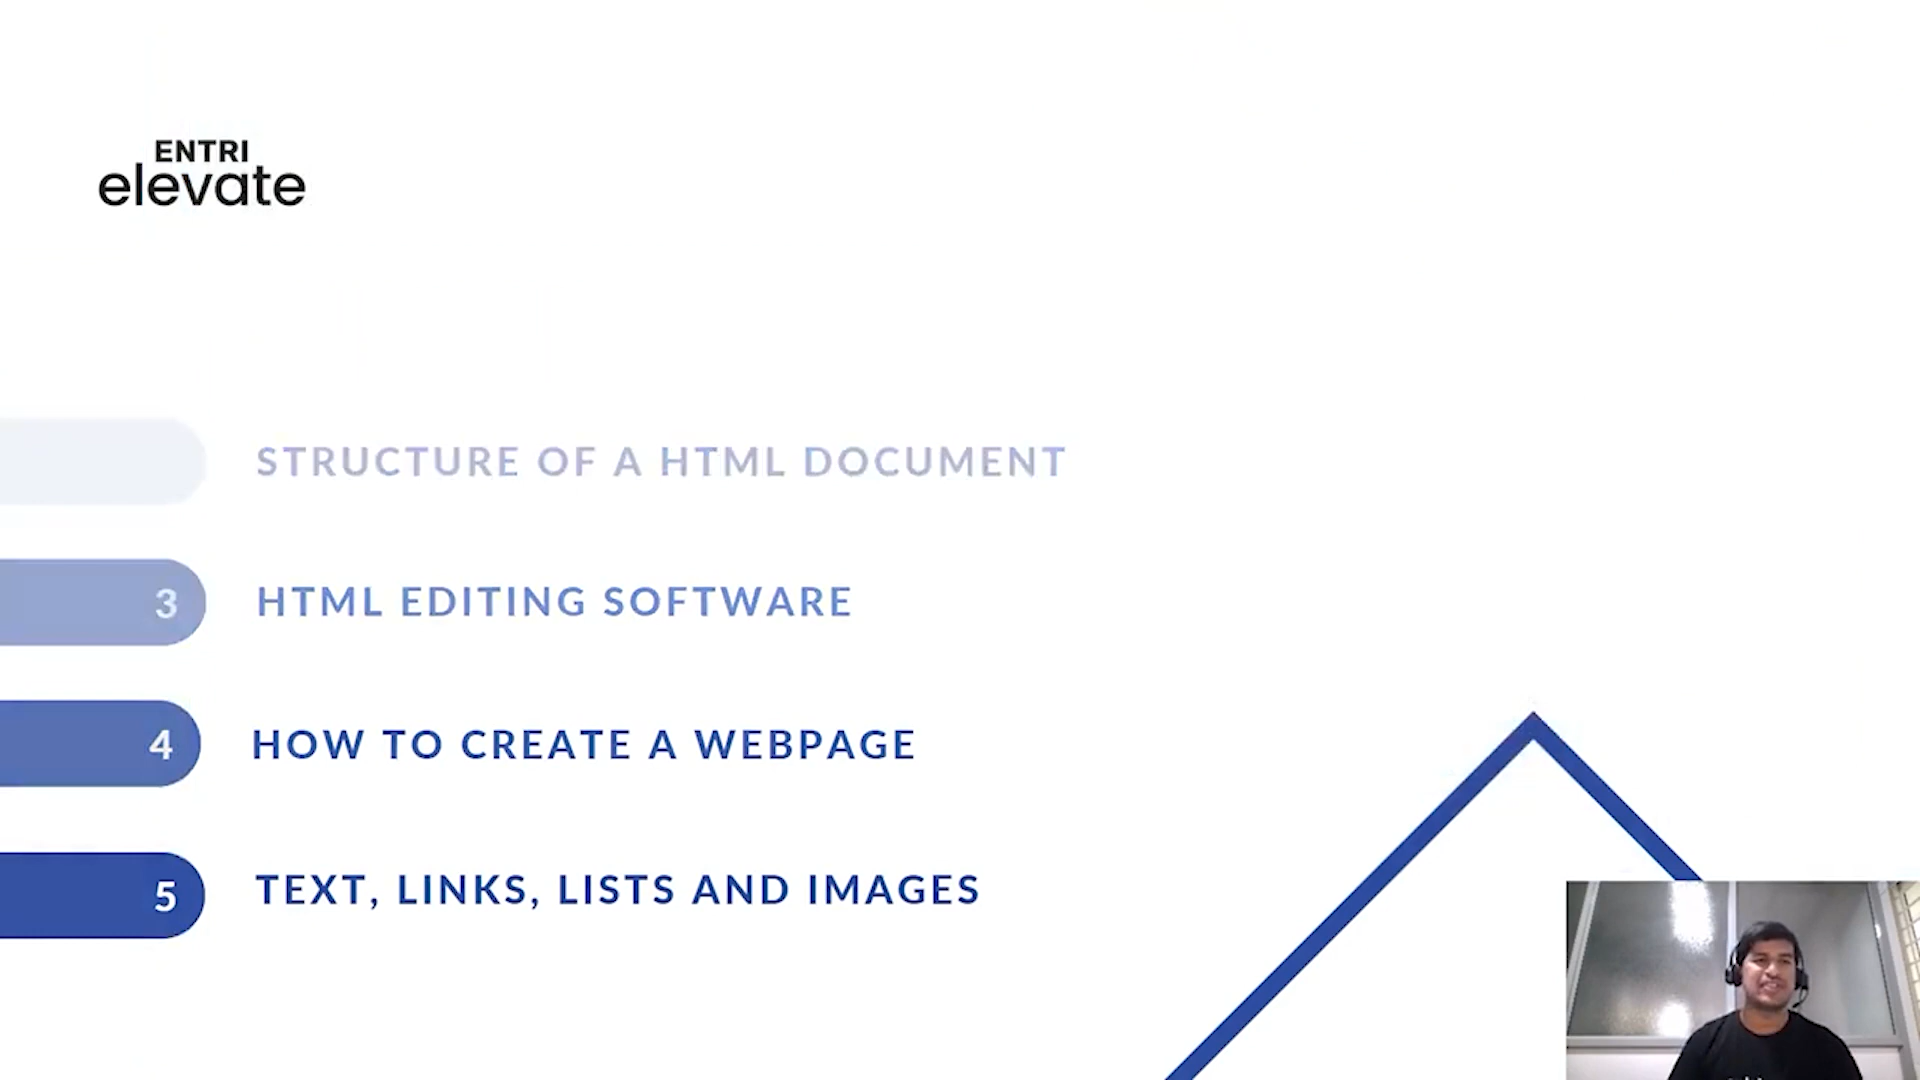 ENTRI
elevate
STRUCTURE OF A HTML DOCUMENT
3 HTML EDITING SOFTWARE
4 HOW TO CREATE A WEBPAGE
5 TEXT, LINKS, LISTS AND IMAGES